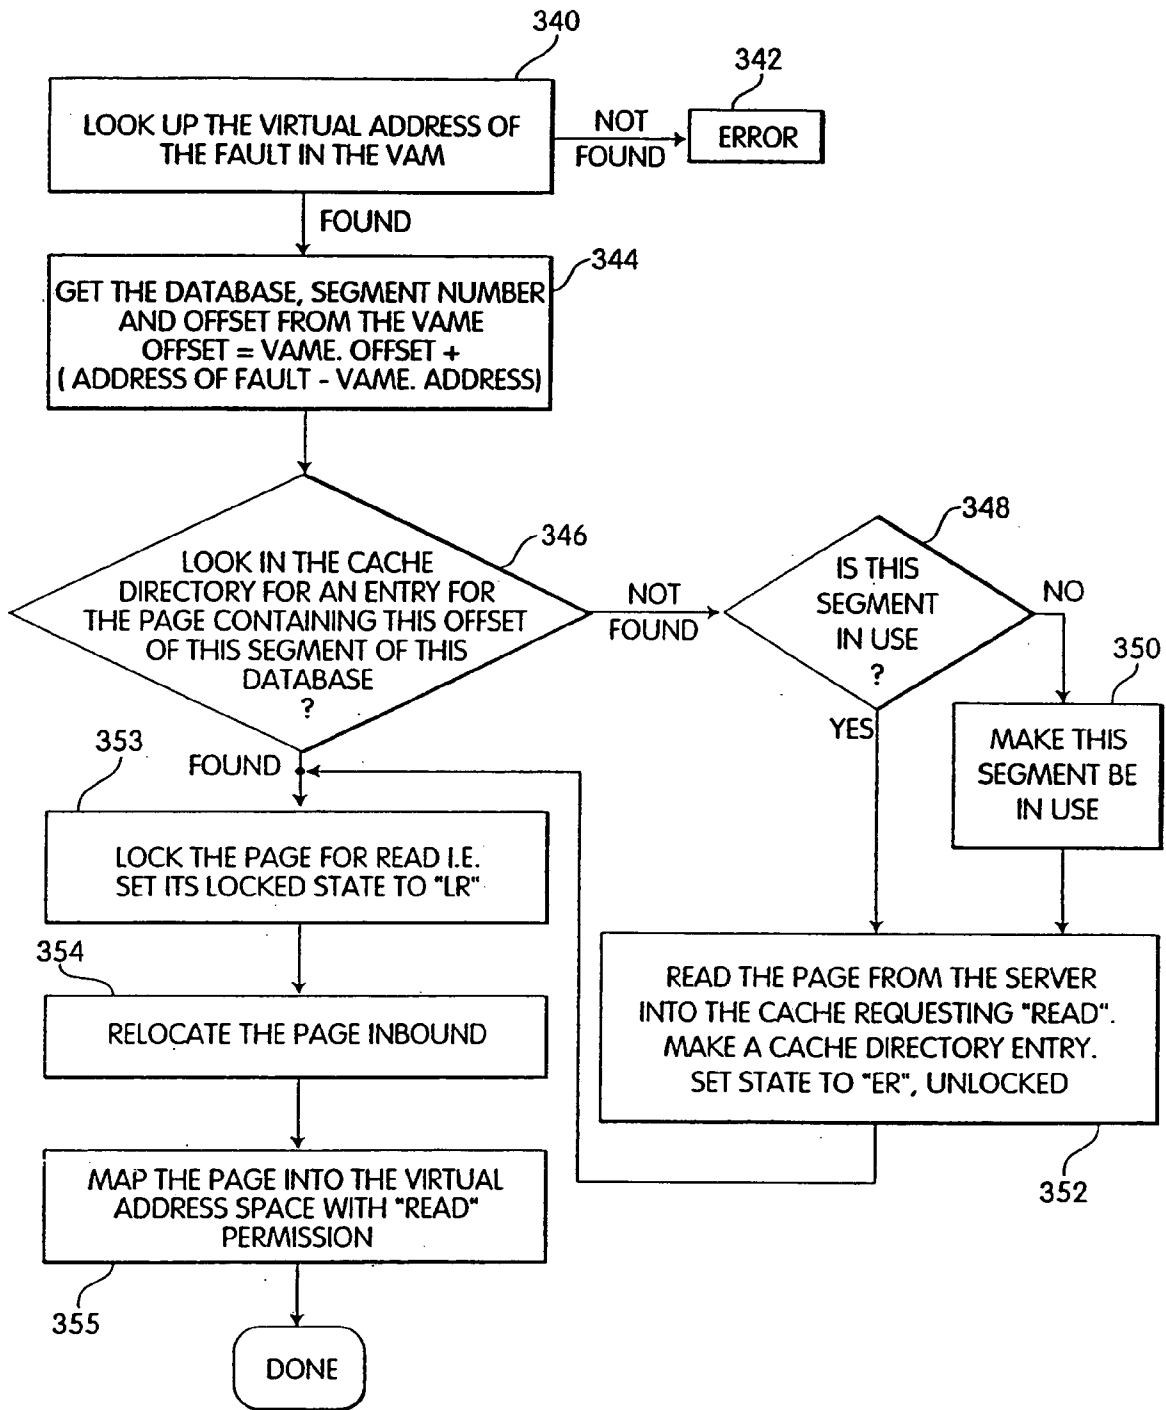 340
LOOK UP THE VIRTUAL ADDRESS OF
THE FAULT IN THE VAM
NOT
FOUND
342
ERROR
FOUND
344
GET THE DATABASE, SEGMENT NUMBER
AND OFFSET FROM THE VAME
OFFSET = VAME. OFFSET +
( ADDRESS OF FAULT - VAME. ADDRESS)
346
LOOK IN THE CACHE
DIRECTORY FOR AN ENTRY FOR
THE PAGE CONTAINING THIS OFFSET
OF THIS SEGMENT OF THIS
DATABASE
?
NOT
FOUND
348
IS THIS
SEGMENT
IN USE
?
NO
YES
350
MAKE THIS
SEGMENT BE
IN USE
FOUND
353
LOCK THE PAGE FOR READ I.E.
SET ITS LOCKED STATE TO "LR"
354
RELOCATE THE PAGE INBOUND
READ THE PAGE FROM THE SERVER
INTO THE CACHE REQUESTING "READ".
MAKE A CACHE DIRECTORY ENTRY.
SET STATE TO "ER", UNLOCKED
352
MAP THE PAGE INTO THE VIRTUAL
ADDRESS SPACE WITH "READ"
PERMISSION
355
DONE